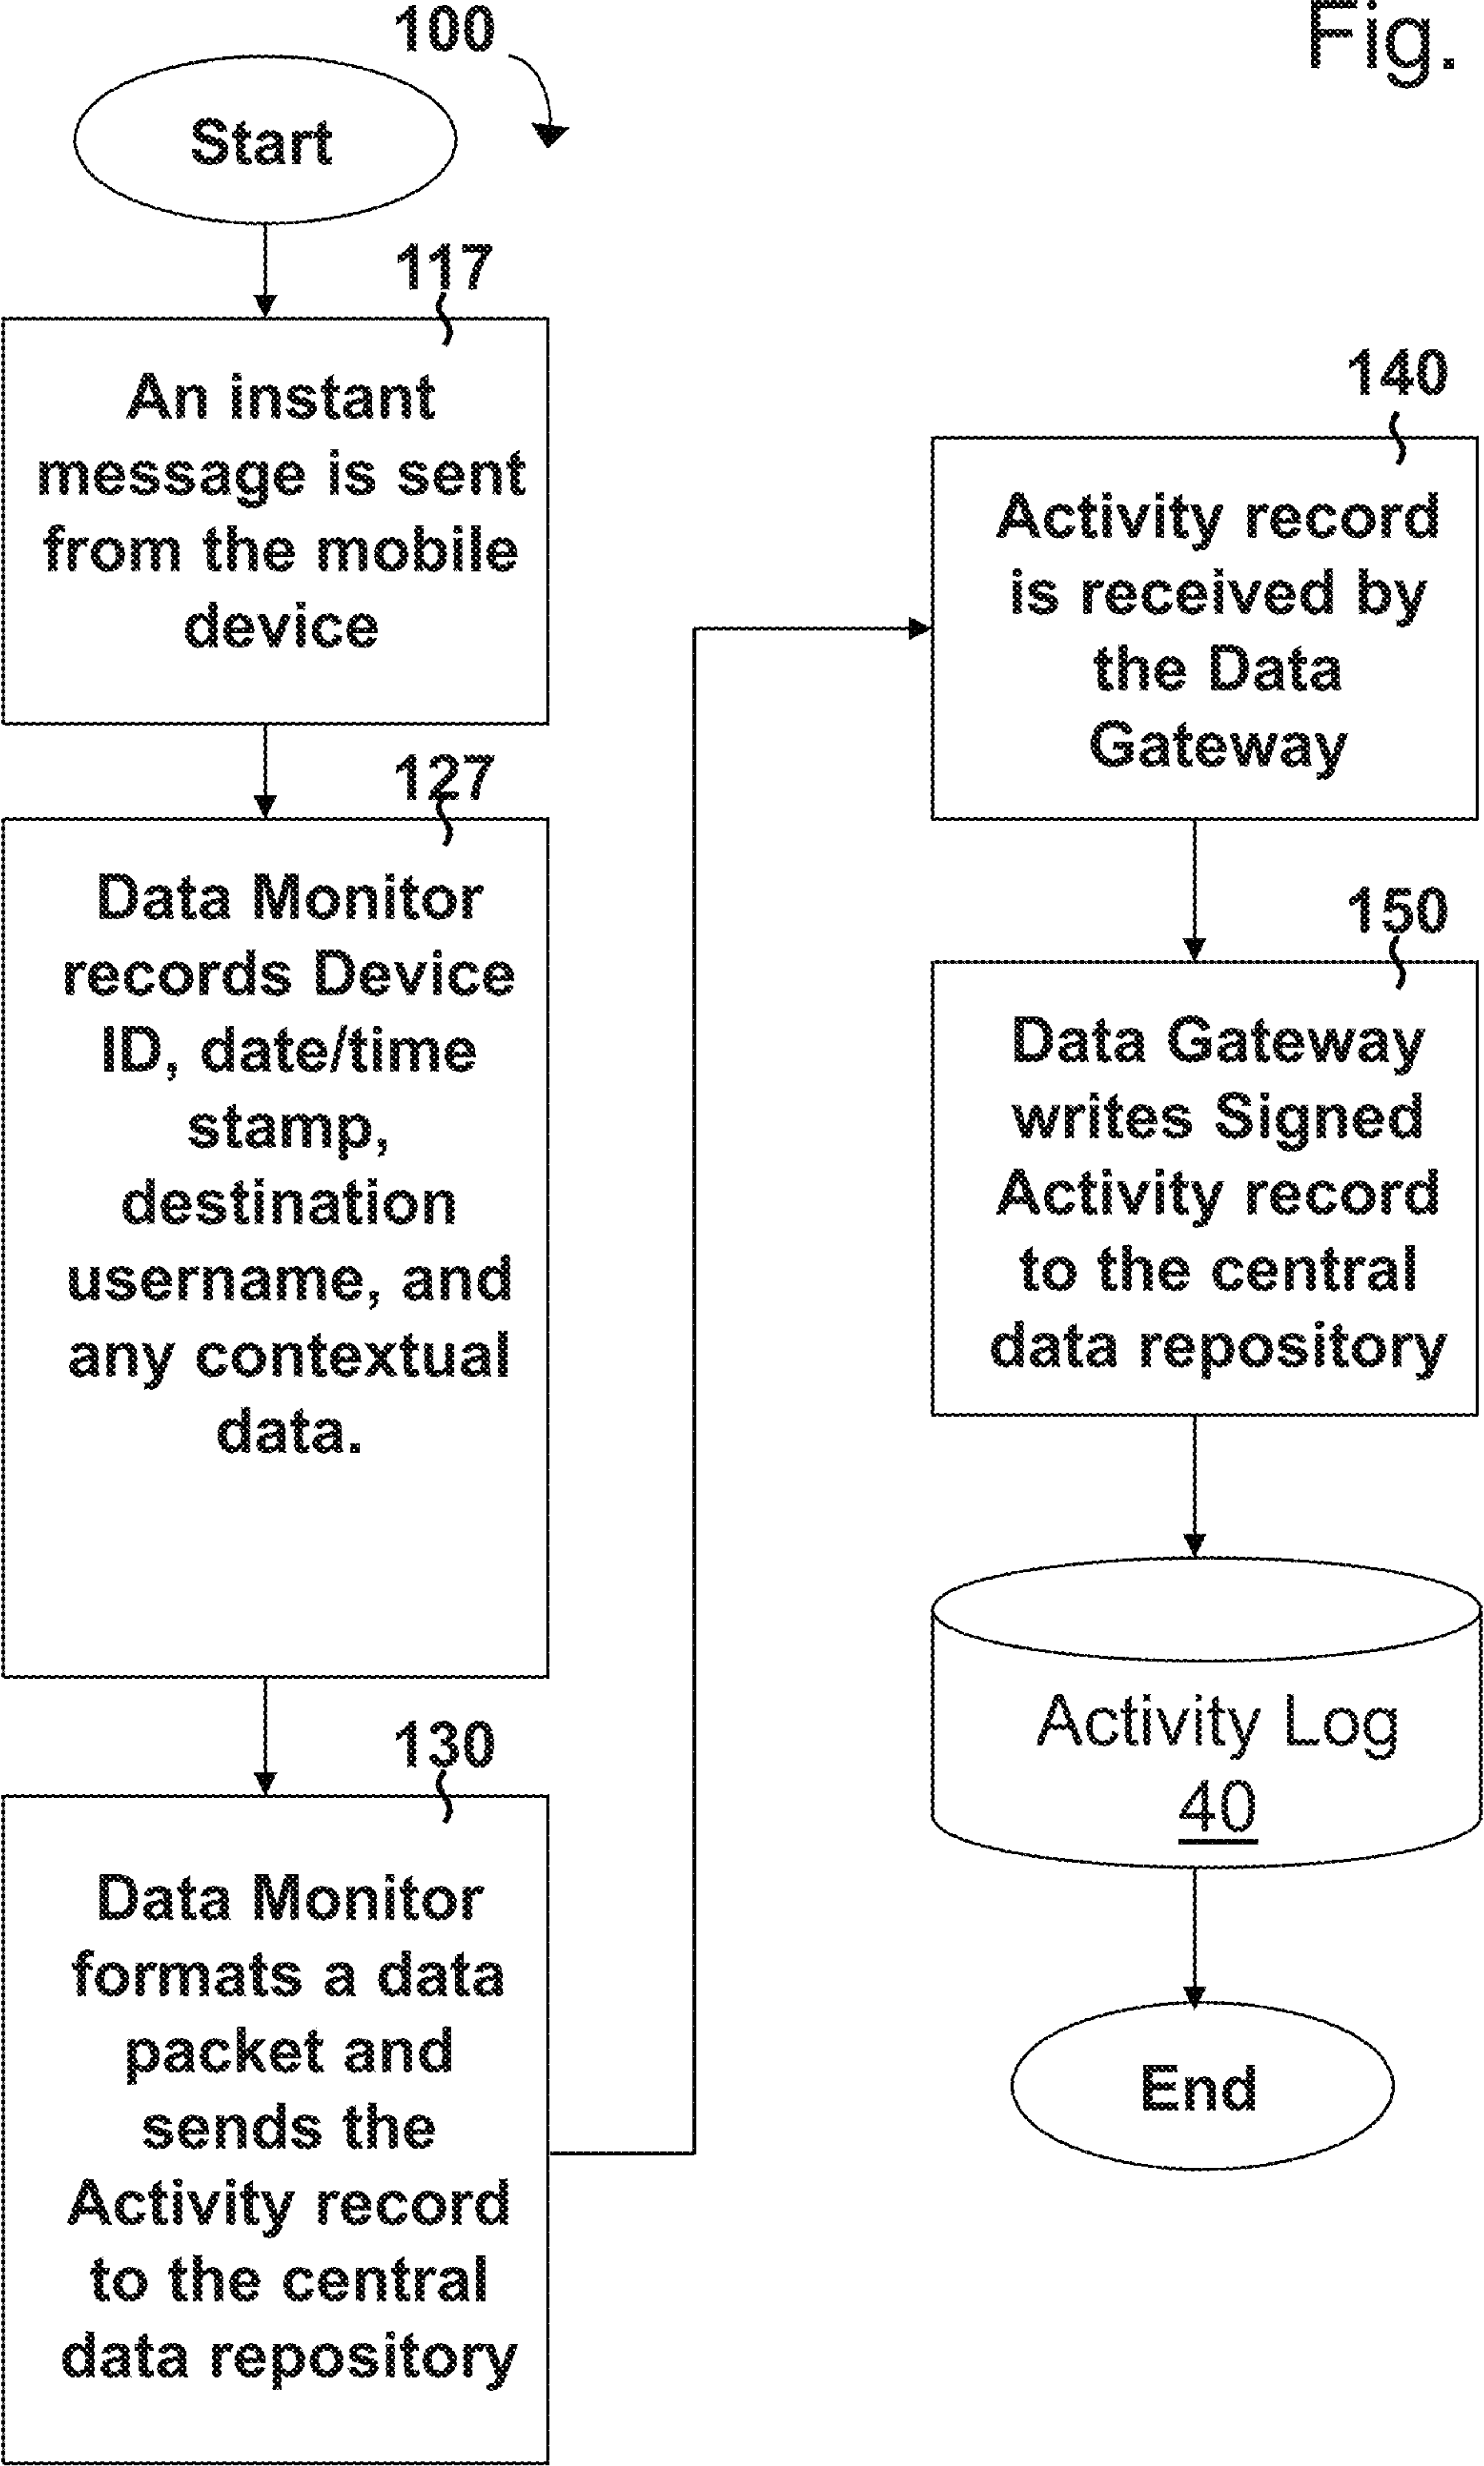 Fig.
100
Start
117
An instant
message is sent
from the mobile
device
127
Data Monitor
records Device
ID, date/time
stamp,
destination
username, and
any contextual
data.
130
Data Monitor
formats a data
packet and
sends the
Activity record
to the central
data repository
140
Activity record
is received by
the Data
Gateway
150
Data Gateway
writes Signed
Activity record
to the central
data repository
Activity Log
40
End